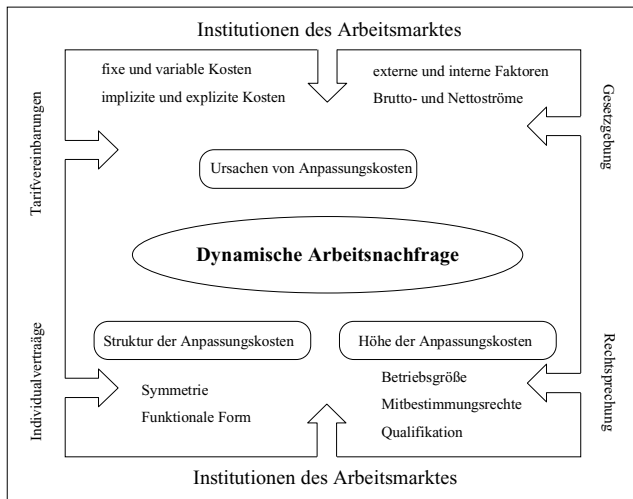 Institutionen des Arbeitsmarktes
fixe und variable Kosten
implizite und explizite Kosten
externe und interne Faktoren
Brutto- und Nettoströme
Tarifvereinbarungen
Gesetzgebung
Ursachen von Anpassungskosten
Dynamische Arbeitsnachfrage
Struktur der Anpassungskosten
Höhe der Anpassungskosten
Individualvertraäge
Rechtsprechung
Symmetrie
Funktionale Form
Betriebsgröße
Mitbestimmungsrechte
Qualifikation
Institutionen des Arbeitsmarktes